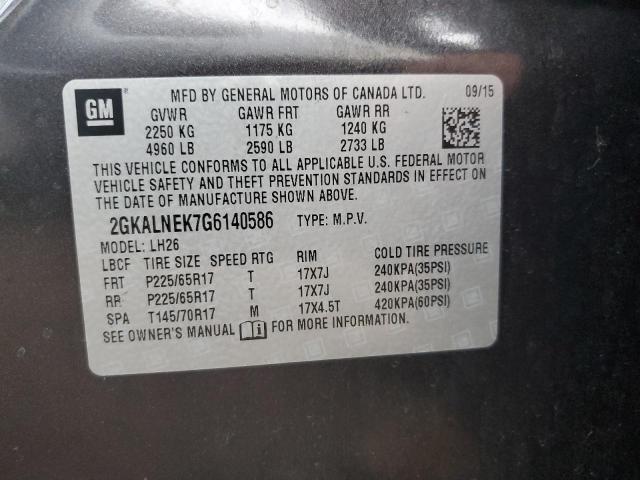 GM
MFD BY GENERAL MOTORS OF CANADA LTD. 09/15
GVWR GAWR FRT GAWR RR
2250 KG 1175 KG 1240 KG
4960 LB 2590 LB 2733 LB
THIS VEHICLE CONFORMS TO ALL APPLICABLE U.S. FEDERAL MOTOR
VEHICLE SAFETY AND THEFT PREVENTION STANDARDS IN EFFECT ON
THE DATE OF MANUFACTURE SHOWN ABOVE.
2GKALNEK7G6140586 TYPE: M.P.V.
MODEL: LH26
LBCF TIRE SIZE SPEED RTG RIM COLD TIRE PRESSURE
FRT P225/65R17 T 17X7J 240KPA(35PSI)
RR P225/65R17 T 17X7J 240KPA(35PSI)
SPA T145/70R17 M 17X4.5T 420KPA(60PSI)
SEE OWNER'S MANUAL FOR MORE INFORMATION.